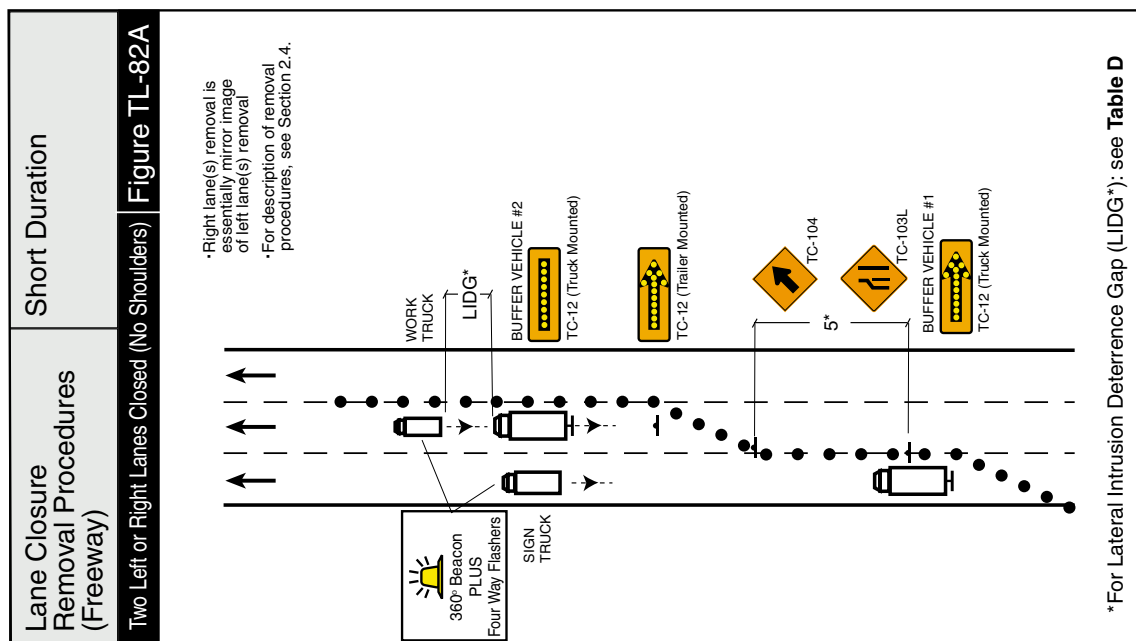 Lane Closure
Removal Procedures
(Freeway)
Short Duration
Two Left or Right Lanes Closed (No Shoulders)
Figure TL-82A
•Right lane(s) removal is
essentially mirror image
of left lane(s) removal
•For description of removal
procedures, see Section 2.4.
WORK
TRUCK
LIDG*
BUFFER VEHICLE #2
TC-12 (Truck Mounted)
360° Beacon
PLUS
Four Way Flashers
SIGN
TRUCK
TC-12 (Trailer Mounted)
TC-104
5*
TC-103L
BUFFER VEHICLE #1
TC-12 (Truck Mounted)
*For Lateral Intrusion Deterrence Gap (LIDG*): see Table D